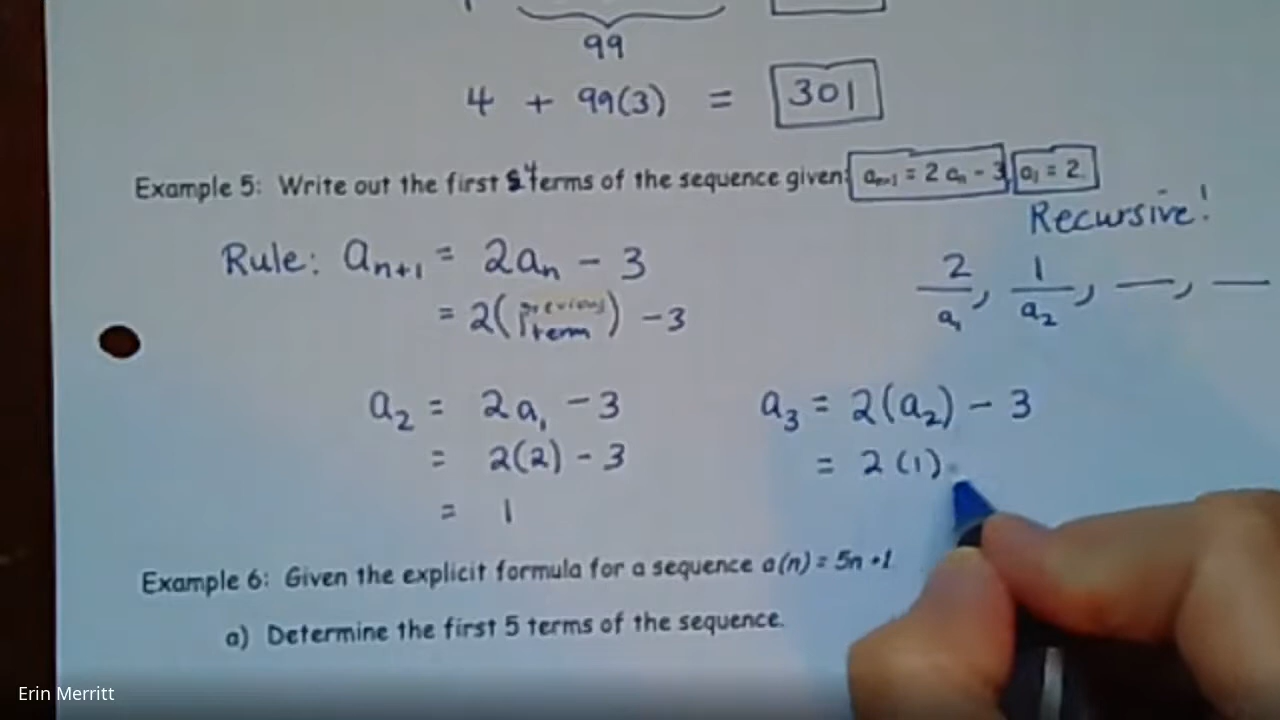 99
4 + 99(3) = 301
Example 5: Write out the first 4 terms of the sequence given: aₙ₊₁ = 2 aₙ - 3, a₁ = 2.
Recursive!
Rule: aₙ₊₁ = 2aₙ - 3
= 2(previous term) - 3
2, 1, __, __
a₁ a₂
a₂ = 2a₁ - 3
= 2(2) - 3
= 1
a₃ = 2(a₂) - 3
= 2(1)
Example 6: Given the explicit formula for a sequence a(n) = 5n + 1.
a) Determine the first 5 terms of the sequence.
Erin Merritt